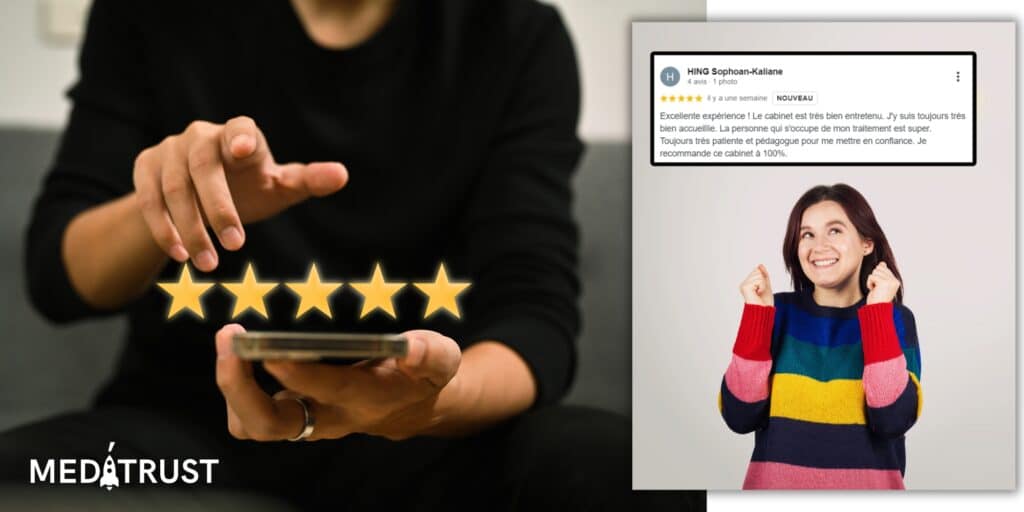 HING Sophoan-Kaliane
4 avis · 1 photo
il y a une semaine NOUVEAU
Excellente expérience ! Le cabinet est très bien entretenu. J'y suis toujours très
bien accueillie. La personne qui s'occupe de mon traitement est super.
Toujours très patiente et pédagogue pour me mettre en confiance. Je
recommande ce cabinet à 100%.
H
MEDITRUST